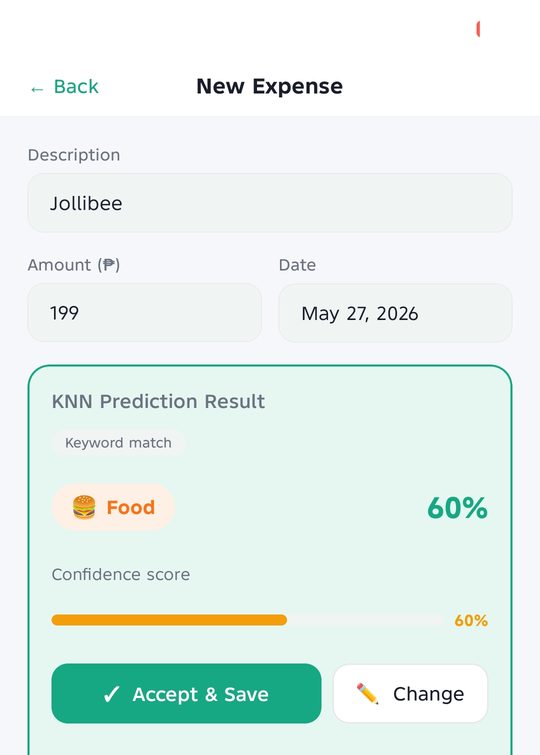 ← Back
New Expense
Description
Jollibee
Amount (₱)
Date
199
May 27, 2026
KNN Prediction Result
Keyword match
🍔 Food
60%
Confidence score
60%
✓ Accept & Save
✏️ Change